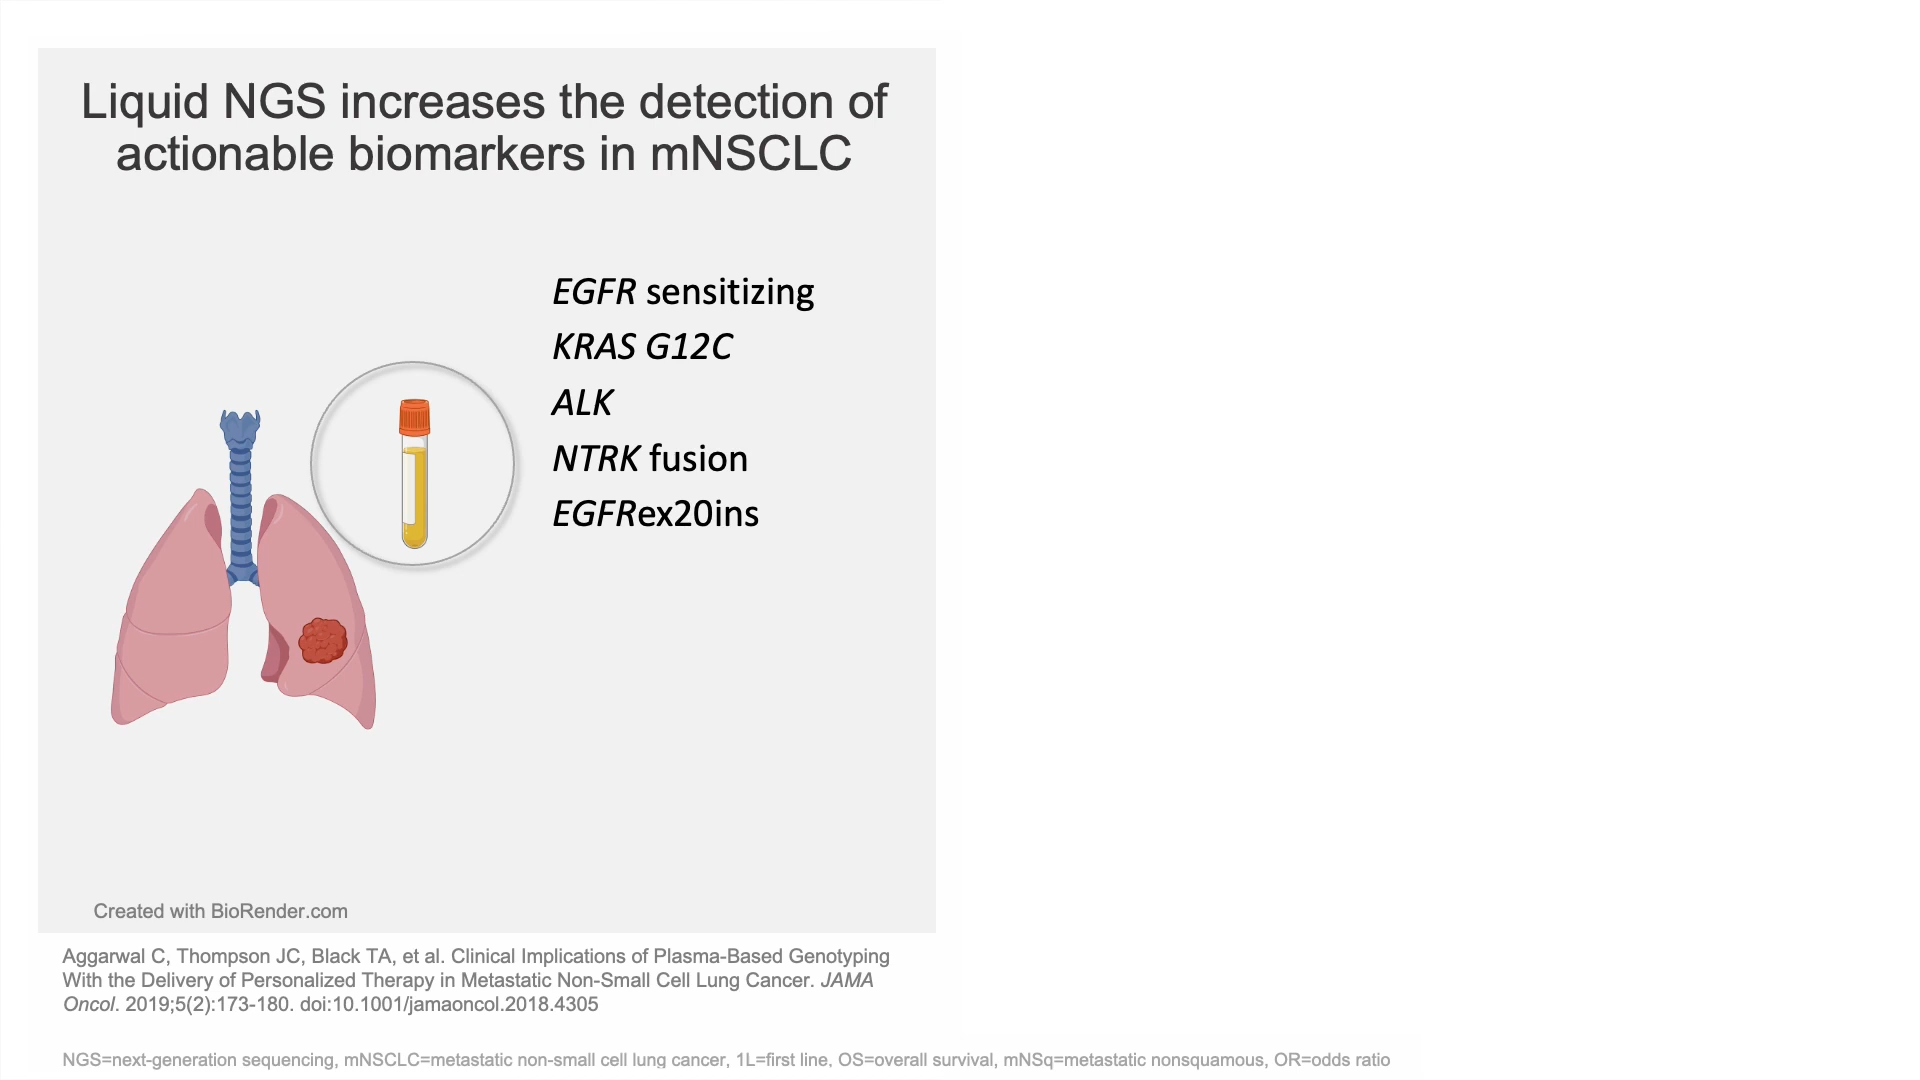 Liquid NGS increases the detection of
actionable biomarkers in mNSCLC
EGFR sensitizing
KRAS G12C
ALK
NTRK fusion
EGFRex20ins
Created with BioRender.com
Aggarwal C, Thompson JC, Black TA, et al. Clinical Implications of Plasma-Based Genotyping
With the Delivery of Personalized Therapy in Metastatic Non-Small Cell Lung Cancer. JAMA
Oncol. 2019;5(2):173-180. doi:10.1001/jamaoncol.2018.4305
NGS=next-generation sequencing, mNSCLC=metastatic non-small cell lung cancer, 1L=first line, OS=overall survival, mNSq=metastatic nonsquamous, OR=odds ratio